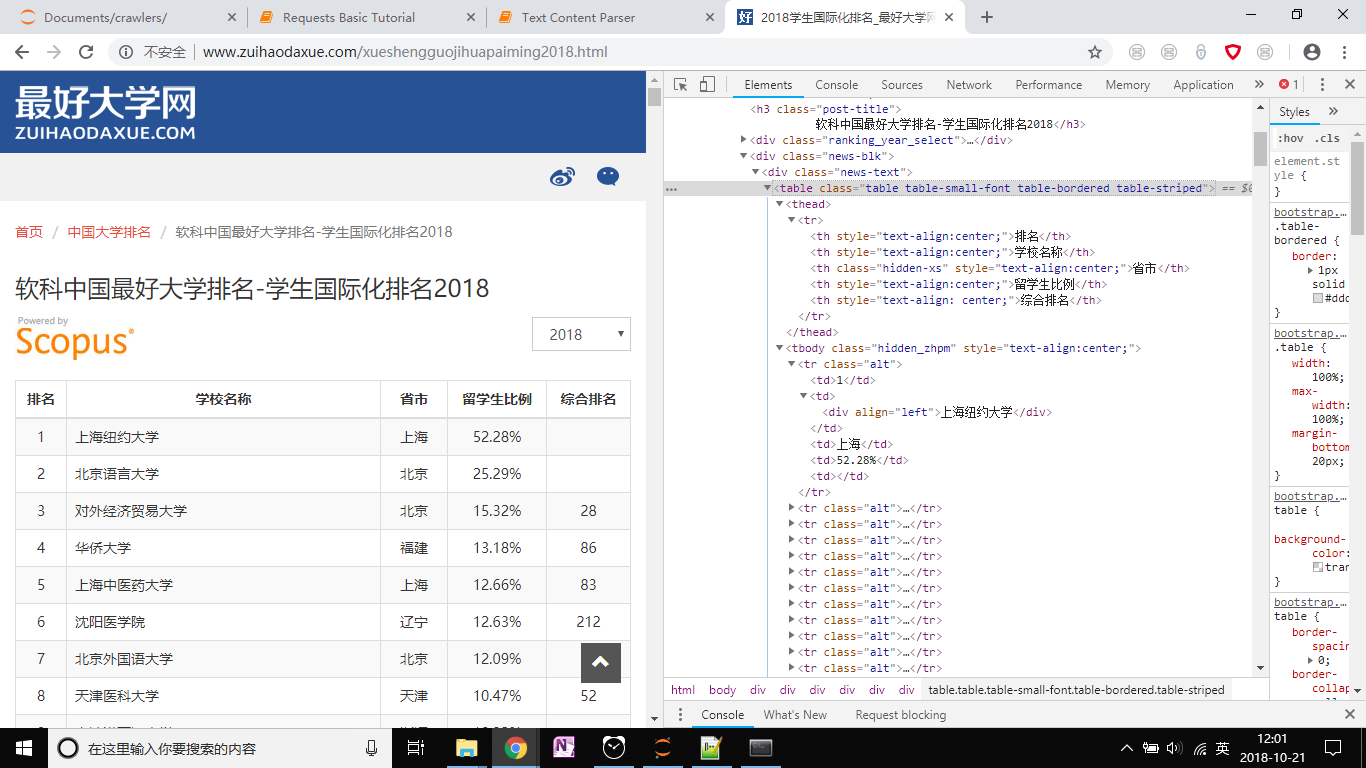 Documents/crawlers/
Requests Basic Tutorial
Text Content Parser
2018学生国际化排名_最好大学网
不安全
www.zuihaodaxue.com/xueshengguojihuapaiming2018.html
最好大学网
ZUIHAODAXUE.COM
首页 / 中国大学排名 / 软科中国最好大学排名-学生国际化排名2018
软科中国最好大学排名-学生国际化排名2018
Powered by
Scopus®
2018
排名 学校名称 省市 留学生比例 综合排名
1 上海纽约大学 上海 52.28%
2 北京语言大学 北京 25.29%
3 对外经济贸易大学 北京 15.32% 28
4 华侨大学 福建 13.18% 86
5 上海中医药大学 上海 12.66% 83
6 沈阳医学院 辽宁 12.63% 212
7 北京外国语大学 北京 12.09%
8 天津医科大学 天津 10.47% 52
Elements Console Sources Network Performance Memory Application » 1
<h3 class="post-title">
软科中国最好大学排名-学生国际化排名2018</h3>
<div class="ranking_year_select">…</div>
<div class="news-blk">
<div class="news-text">
<table class="table table-small-font table-bordered table-striped"> == $0
<thead>
<tr>
<th style="text-align:center;">排名</th>
<th style="text-align:center;">学校名称</th>
<th class="hidden-xs" style="text-align:center;">省市</th>
<th style="text-align:center;">留学生比例</th>
<th style="text-align: center;">综合排名</th>
</tr>
</thead>
<tbody class="hidden_zhpm" style="text-align:center;">
<tr class="alt">
<td>1</td>
<td>
<div align="left">上海纽约大学</div>
</td>
<td>上海</td>
<td>52.28%</td>
<td></td>
</tr>
<tr class="alt">…</tr>
<tr class="alt">…</tr>
<tr class="alt">…</tr>
<tr class="alt">…</tr>
<tr class="alt">…</tr>
<tr class="alt">…</tr>
<tr class="alt">…</tr>
<tr class="alt">…</tr>
<tr class="alt">…</tr>
<tr class="alt">…</tr>
<tr class="alt">…</tr>
html body div div div div div div table.table.table-small-font.table-bordered.table-striped
Styles »
:hov .cls
element.st
yle {
}
bootstrap.…
.table-
bordered {
border:
1px
solid
#ddd
}
bootstrap.…
.table {
width:
100%;
max-
width:
100%;
margin-
bottom
20px;
}
bootstrap.…
table {
background-
color:
tran
}
bootstrap.…
table {
border-
spacin
0;
border-
collap
Console What's New Request blocking
在这里输入你要搜索的内容
英
12:01
2018-10-21